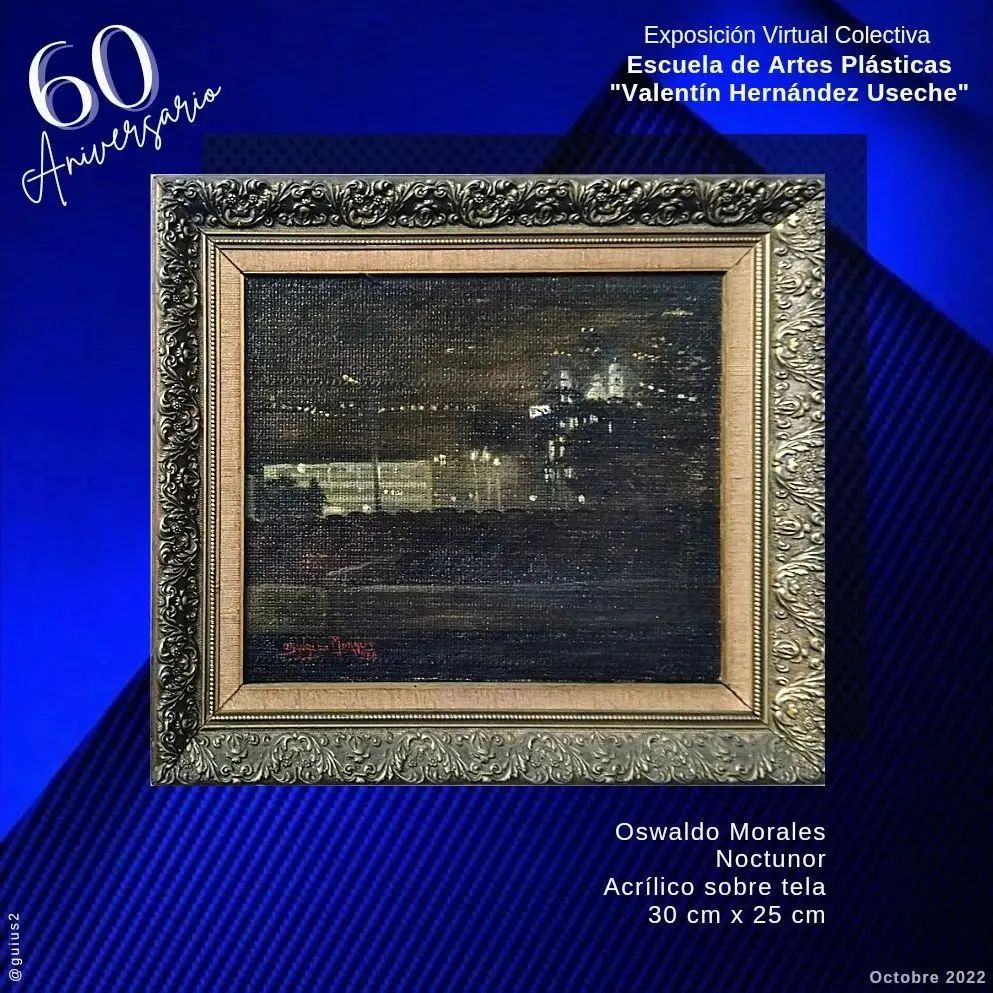 60
Aniversario
Exposición Virtual Colectiva
Escuela de Artes Plásticas
"Valentín Hernández Useche"
Oswaldo Morales
Noctunor
Acrílico sobre tela
30 cm x 25 cm
@guius2
Octobre 2022